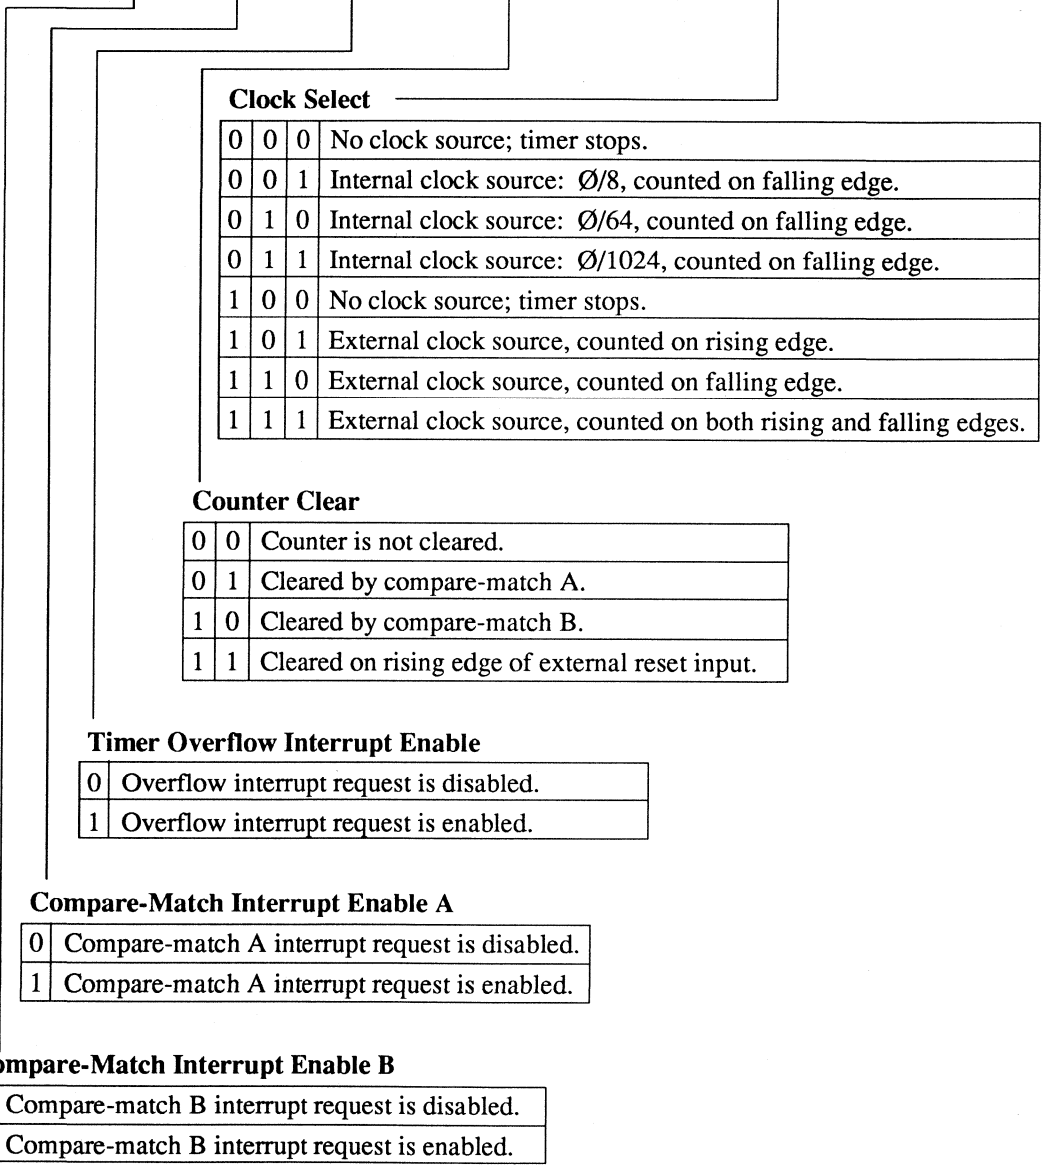 Clock Select
0 0 0 No clock source; timer stops.
0 0 1 Internal clock source: Ø/8, counted on falling edge.
0 1 0 Internal clock source: Ø/64, counted on falling edge.
0 1 1 Internal clock source: Ø/1024, counted on falling edge.
1 0 0 No clock source; timer stops.
1 0 1 External clock source, counted on rising edge.
1 1 0 External clock source, counted on falling edge.
1 1 1 External clock source, counted on both rising and falling edges.
Counter Clear
0 0 Counter is not cleared.
0 1 Cleared by compare-match A.
1 0 Cleared by compare-match B.
1 1 Cleared on rising edge of external reset input.
Timer Overflow Interrupt Enable
0 Overflow interrupt request is disabled.
1 Overflow interrupt request is enabled.
Compare-Match Interrupt Enable A
0 Compare-match A interrupt request is disabled.
1 Compare-match A interrupt request is enabled.
ompare-Match Interrupt Enable B
Compare-match B interrupt request is disabled.
Compare-match B interrupt request is enabled.